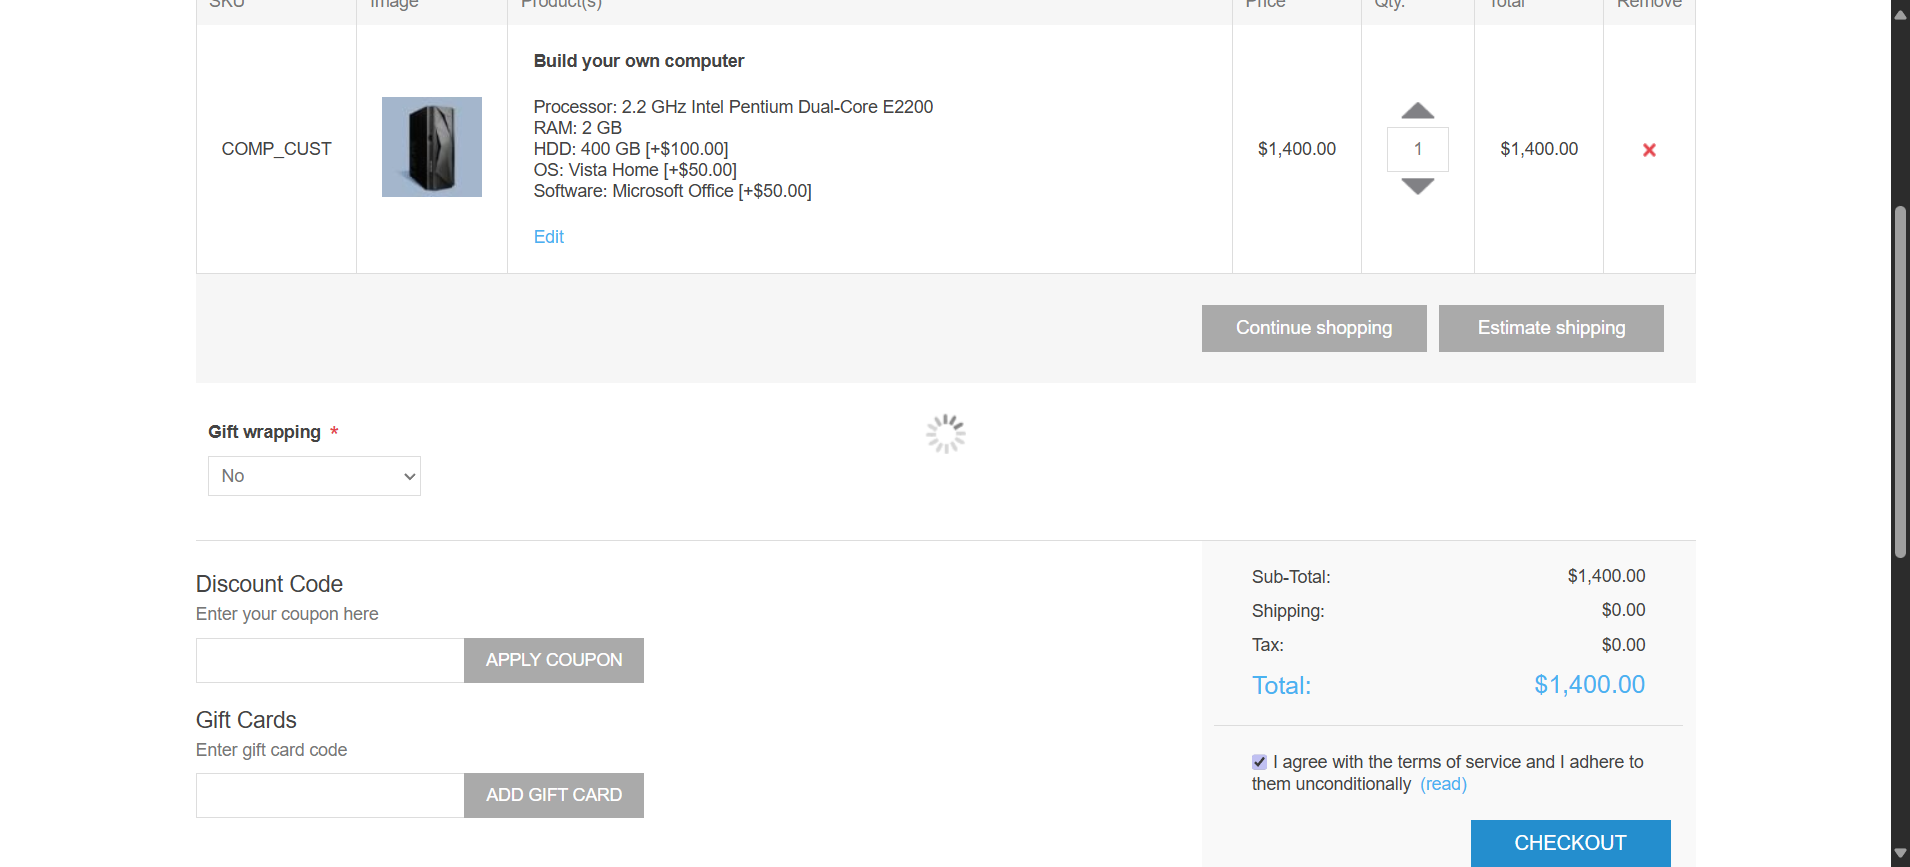 SKU Image Product(s) Price Qty. Total Remove
Build your own computer
Processor: 2.2 GHz Intel Pentium Dual-Core E2200
RAM: 2 GB
COMP_CUST HDD: 400 GB [+$100.00] $1,400.00 1 $1,400.00
OS: Vista Home [+$50.00]
Software: Microsoft Office [+$50.00]
Edit
Continue shopping Estimate shipping
Gift wrapping *
No
Discount Code
Enter your coupon here
APPLY COUPON
Gift Cards
Enter gift card code
ADD GIFT CARD
Sub-Total: $1,400.00
Shipping: $0.00
Tax: $0.00
Total: $1,400.00
I agree with the terms of service and I adhere to
them unconditionally (read)
CHECKOUT